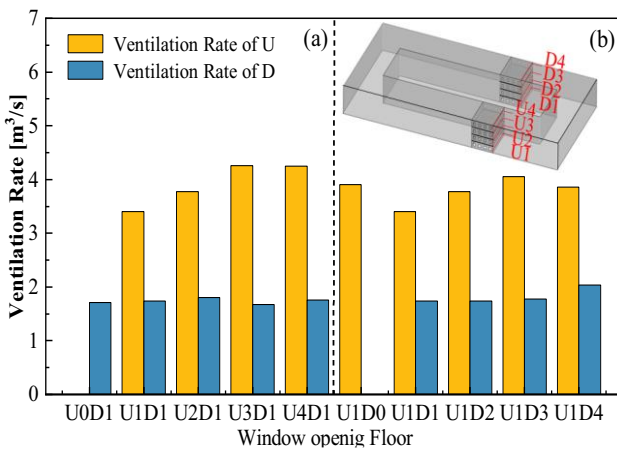 7
6
5
4
3
2
1
0
Ventilation Rate [m³/s]
Ventilation Rate of U
Ventilation Rate of D
(a)
(b)
D4
D3
D2
D1
U4
U3
U2
U1
U0D1 U1D1 U2D1 U3D1 U4D1 U1D0 U1D1 U1D2 U1D3 U1D4
Window openig Floor